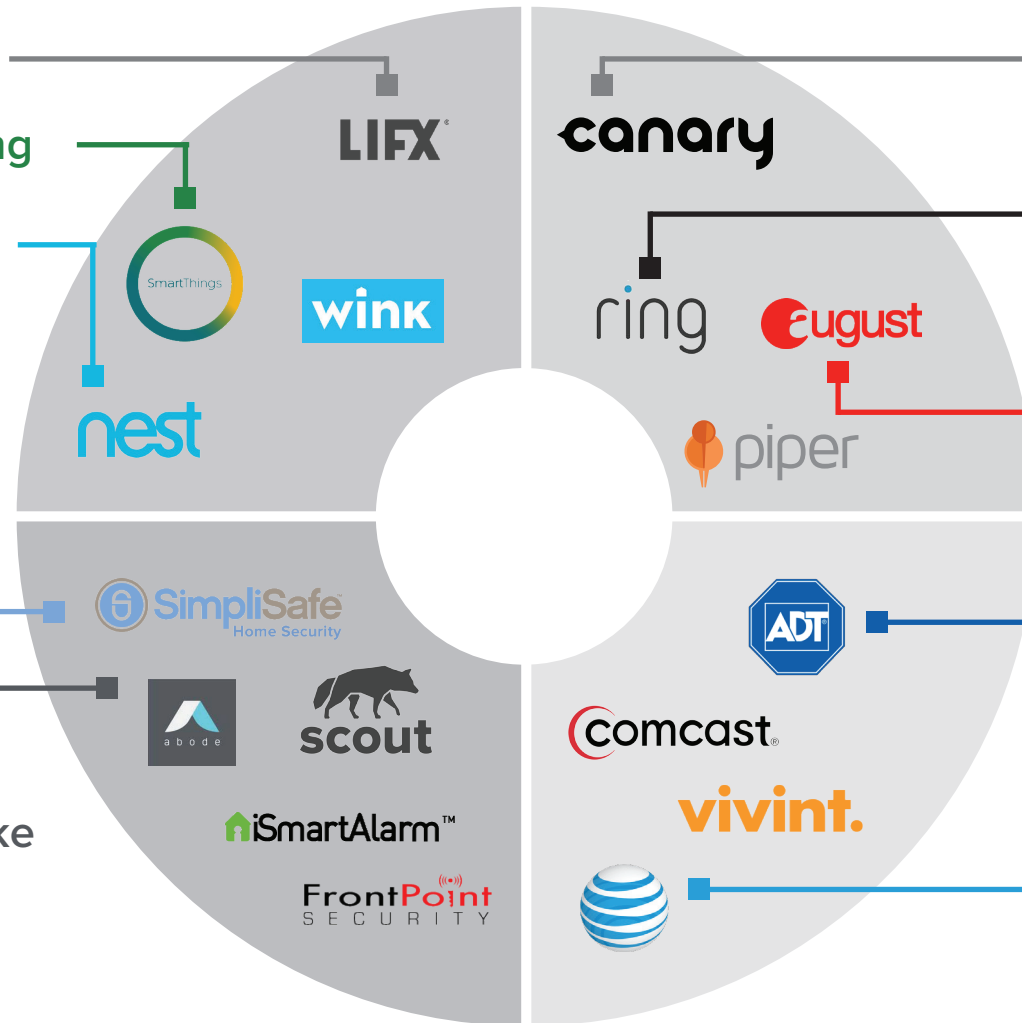 LIFX®
canary
ng
SmartThings
wink
ring
august
nest
piper
SimpliSafe™
Home Security
ADT®
abode
scout
comcast®
vivint.
iSmartAlarm™
ke
FrontPoint
SECURITY